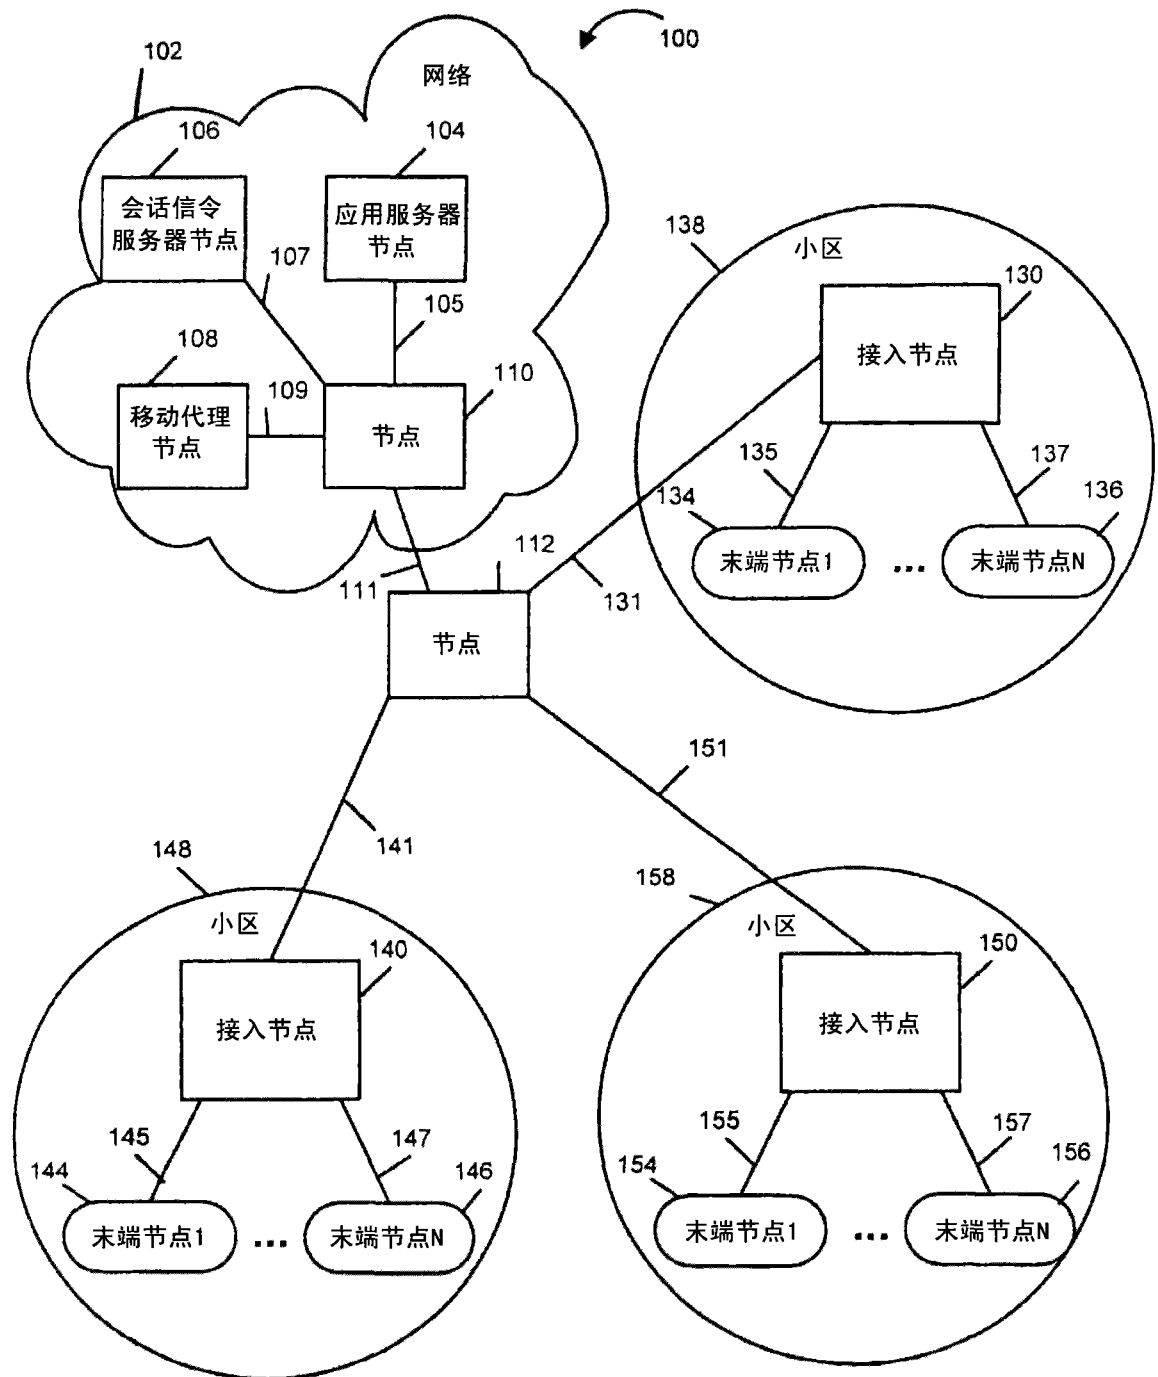 100
102
网络
106
104
会话信令
服务器节点
应用服务器
节点
107
105
108
109
110
移动代理
节点
节点
138
小区
130
接入节点
135
137
134
136
末端节点1
...
末端节点N
111
112
131
节点
151
141
148
小区
140
接入节点
145
147
144
146
末端节点1
...
末端节点N
158
小区
150
接入节点
155
157
154
156
末端节点1
...
末端节点N